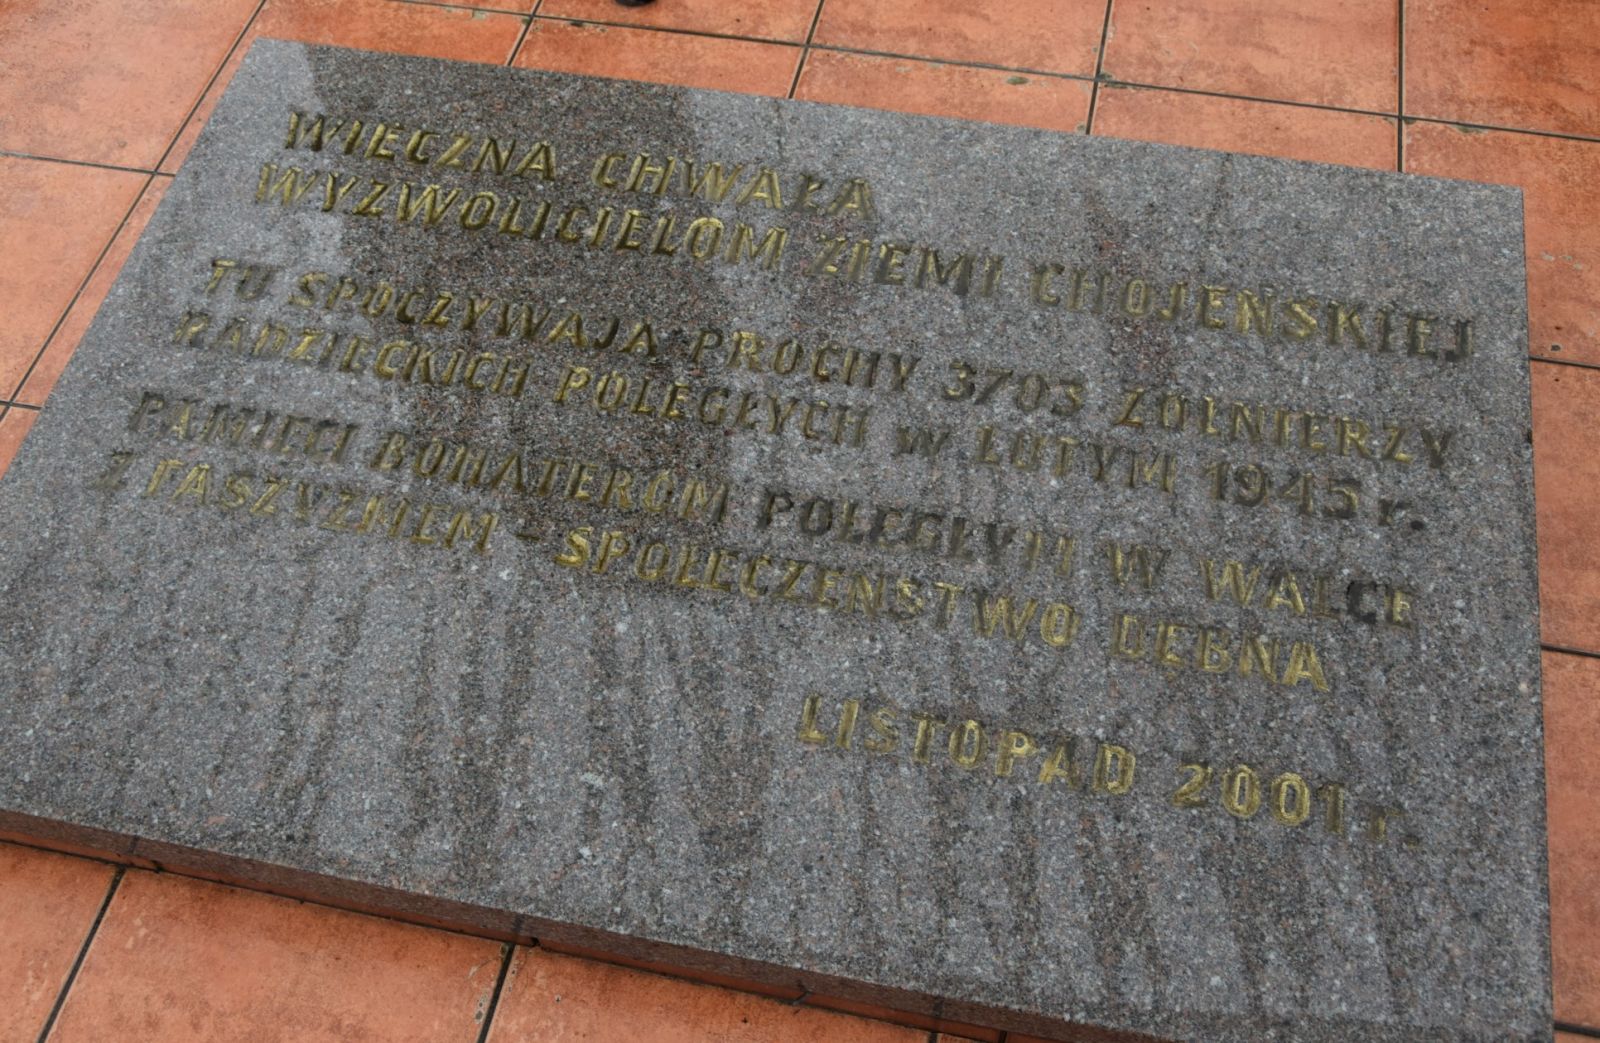 WIECZNA CHWAŁA
WYZWOLICIELOM ZIEMI CHOJEŃSKIEJ
TU SPOCZYWAJĄ PROCHY 3703 ŻOŁNIERZY
RADZIECKICH POLEGŁYCH W LUTYM 1945 r.
PAMIĘCI BOHATERÓM POLEGŁYM W WALCE
Z FASZYZMEM - SPOŁECZEŃSTWO DĘBNA
LISTOPAD 2001 r.